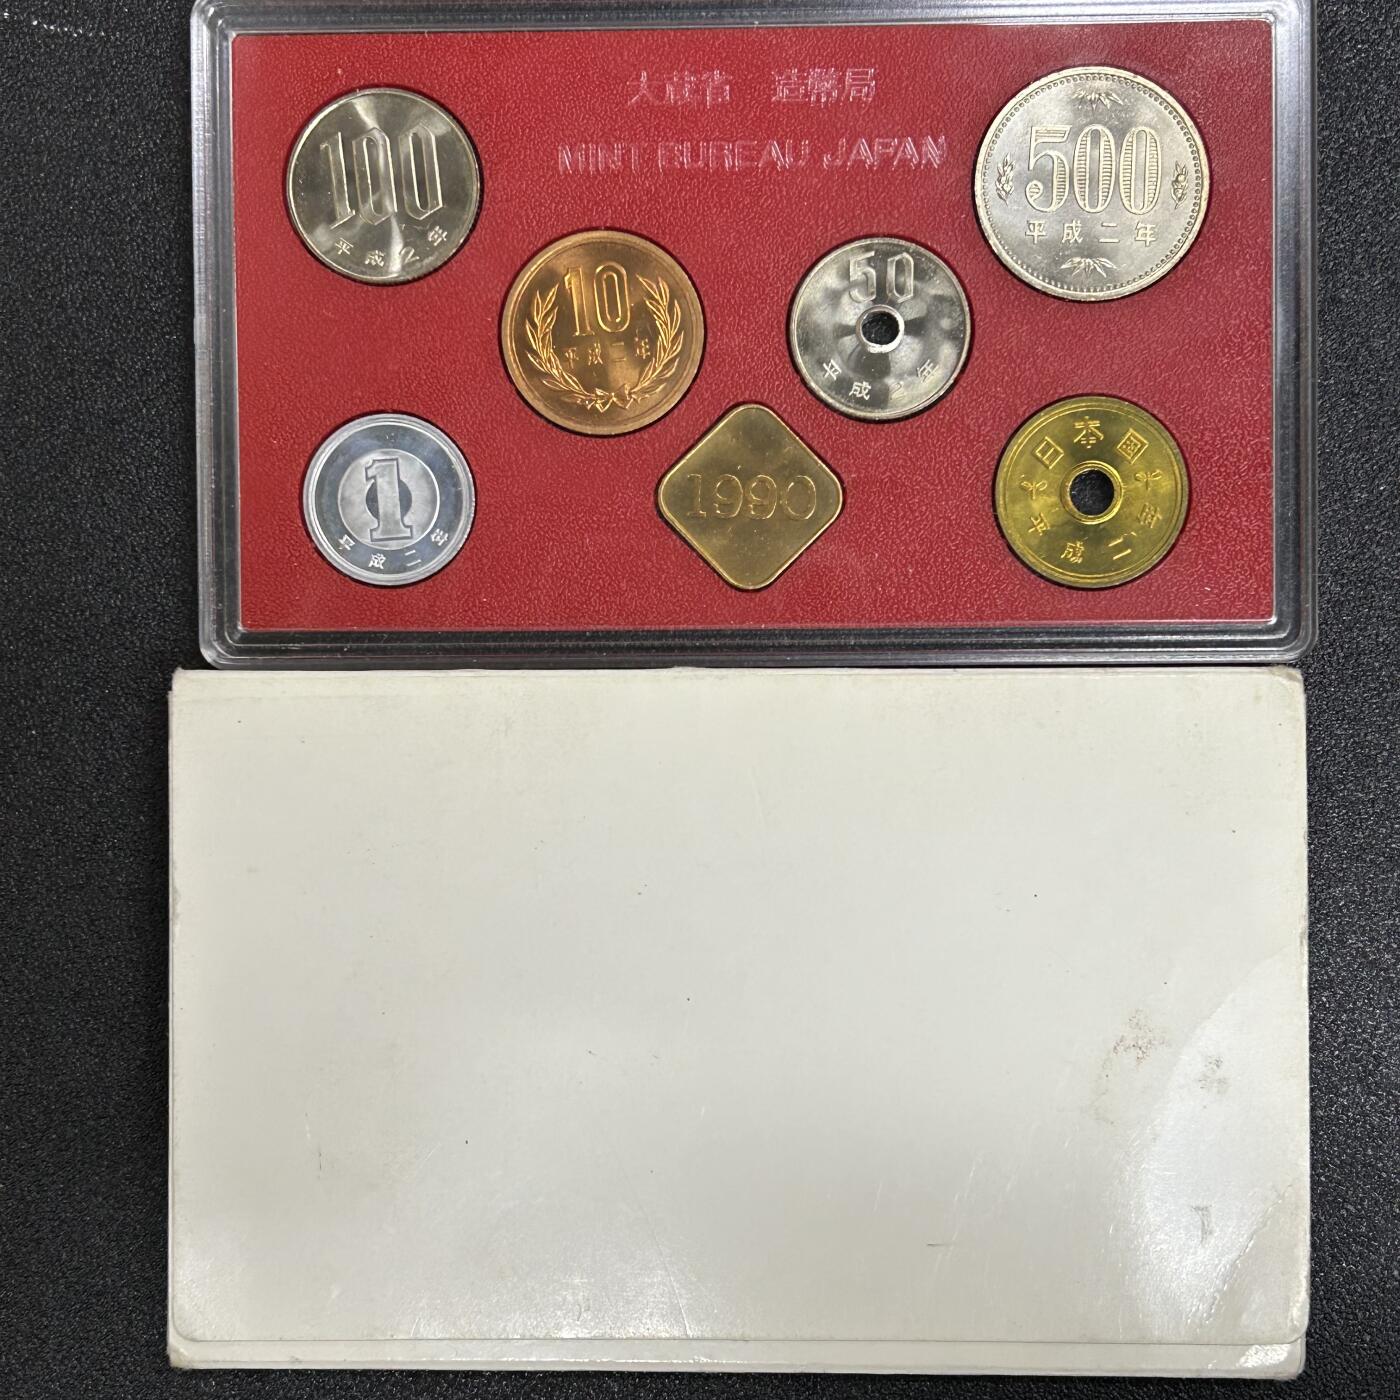 大蔵省 造幣局
MINT BUREAU JAPAN
100
平成2年
500
平成二年
10
平成二年
50
平成2年
1
平成二年
1990
日本国
平成二年